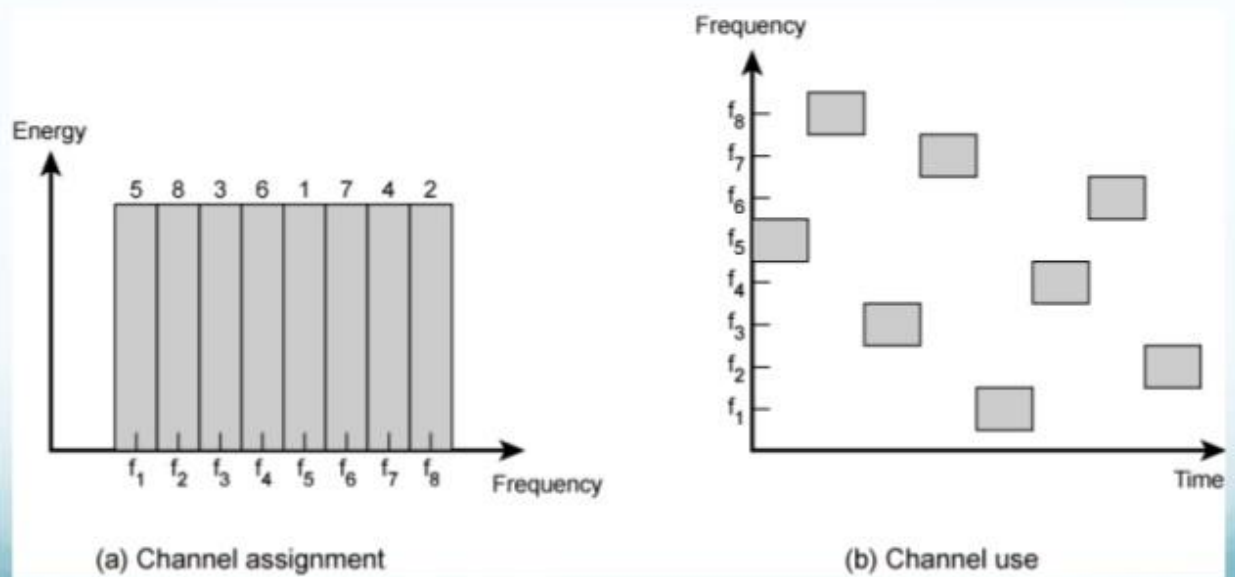 Energy
5 8 3 6 1 7 4 2
f1 f2 f3 f4 f5 f6 f7 f8
Frequency
(a) Channel assignment
Frequency
f8
f7
f6
f5
f4
f3
f2
f1
Time
(b) Channel use